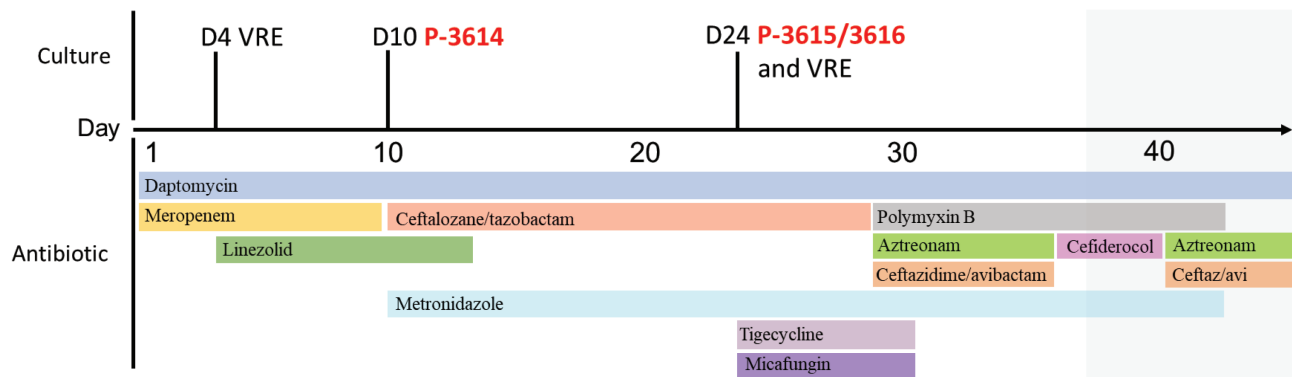 D4 VRE
D10 P-3614
D24 P-3615/3616
and VRE
Culture
Day
1
10
20
30
40
Daptomycin
Meropenem
Ceftalozane/tazobactam
Polymyxin B
Antibiotic
Linezolid
Aztreonam
Cefiderocol
Aztreonam
Ceftazidime/avibactam
Ceftaz/avi
Metronidazole
Tigecycline
Micafungin